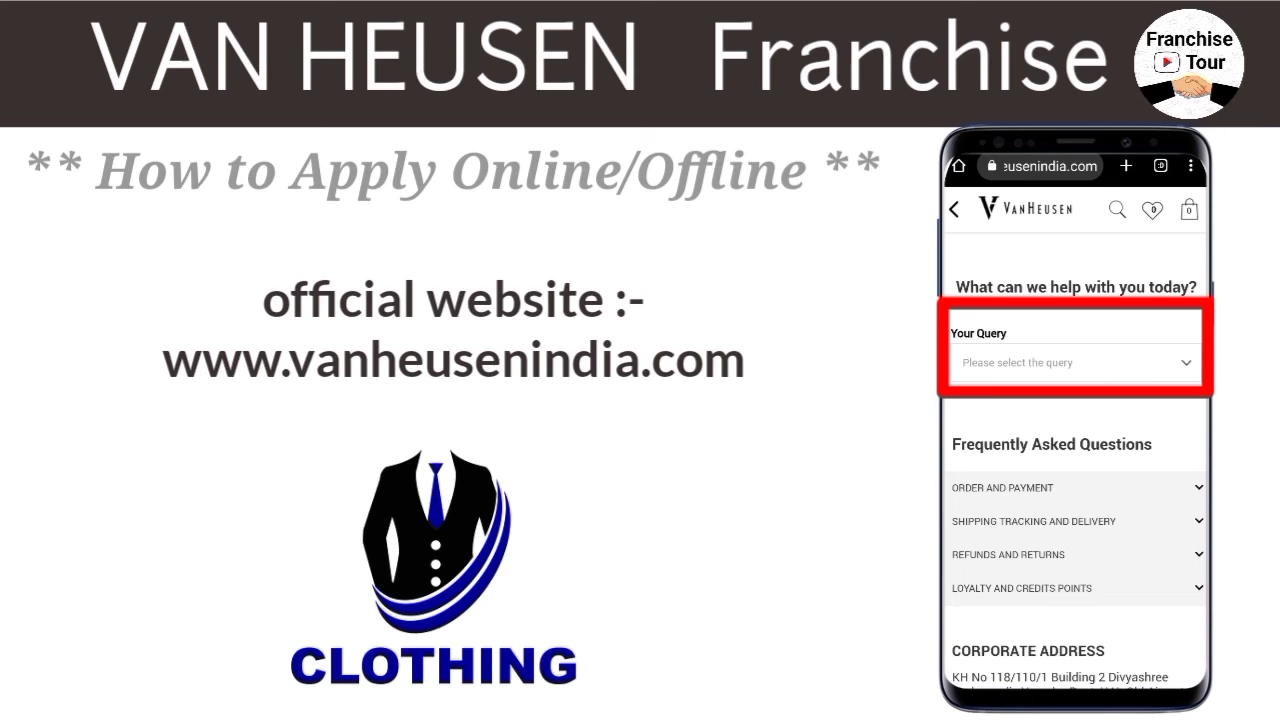 VAN HEUSEN Franchise
Franchise
Tour
** How to Apply Online/Offline **
official website :-
www.vanheusenindia.com
CLOTHING
eusenindia.com
:D
VANHEUSEN
0
0
What can we help with you today?
Your Query
Please select the query
Frequently Asked Questions
ORDER AND PAYMENT
SHIPPING TRACKING AND DELIVERY
REFUNDS AND RETURNS
LOYALTY AND CREDITS POINTS
CORPORATE ADDRESS
KH No 118/110/1 Building 2 Divyashree